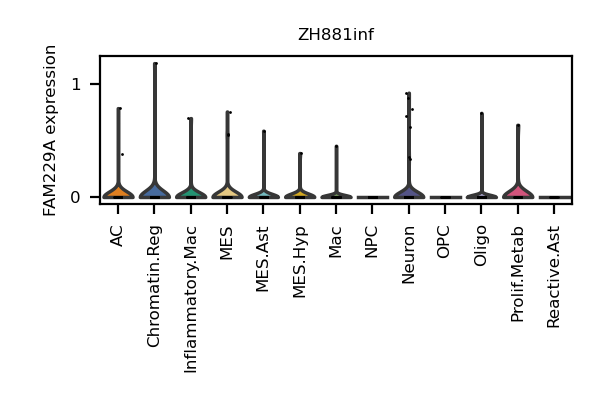 ZH881inf
FAM229A expression
1
0
AC
Chromatin.Reg
Inflammatory.Mac
MES
MES.Ast
MES.Hyp
Mac
NPC
Neuron
OPC
Oligo
Prolif.Metab
Reactive.Ast